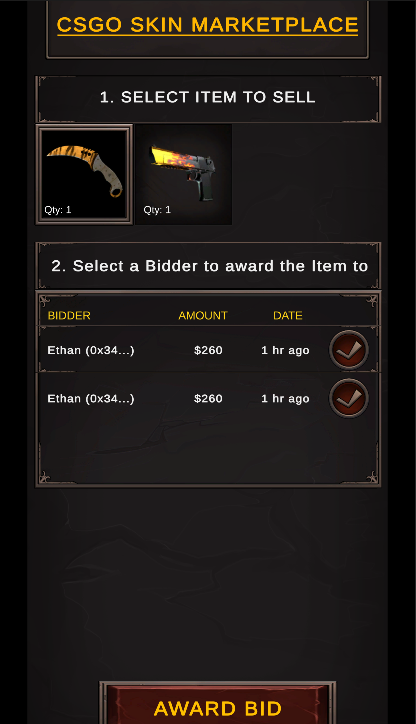 CSGO SKIN MARKETPLACE
1. SELECT ITEM TO SELL
Qty: 1
Qty: 1
2. Select a Bidder to award the Item to
BIDDER AMOUNT DATE
Ethan (0x34...) $260 1 hr ago
Ethan (0x34...) $260 1 hr ago
AWARD BID